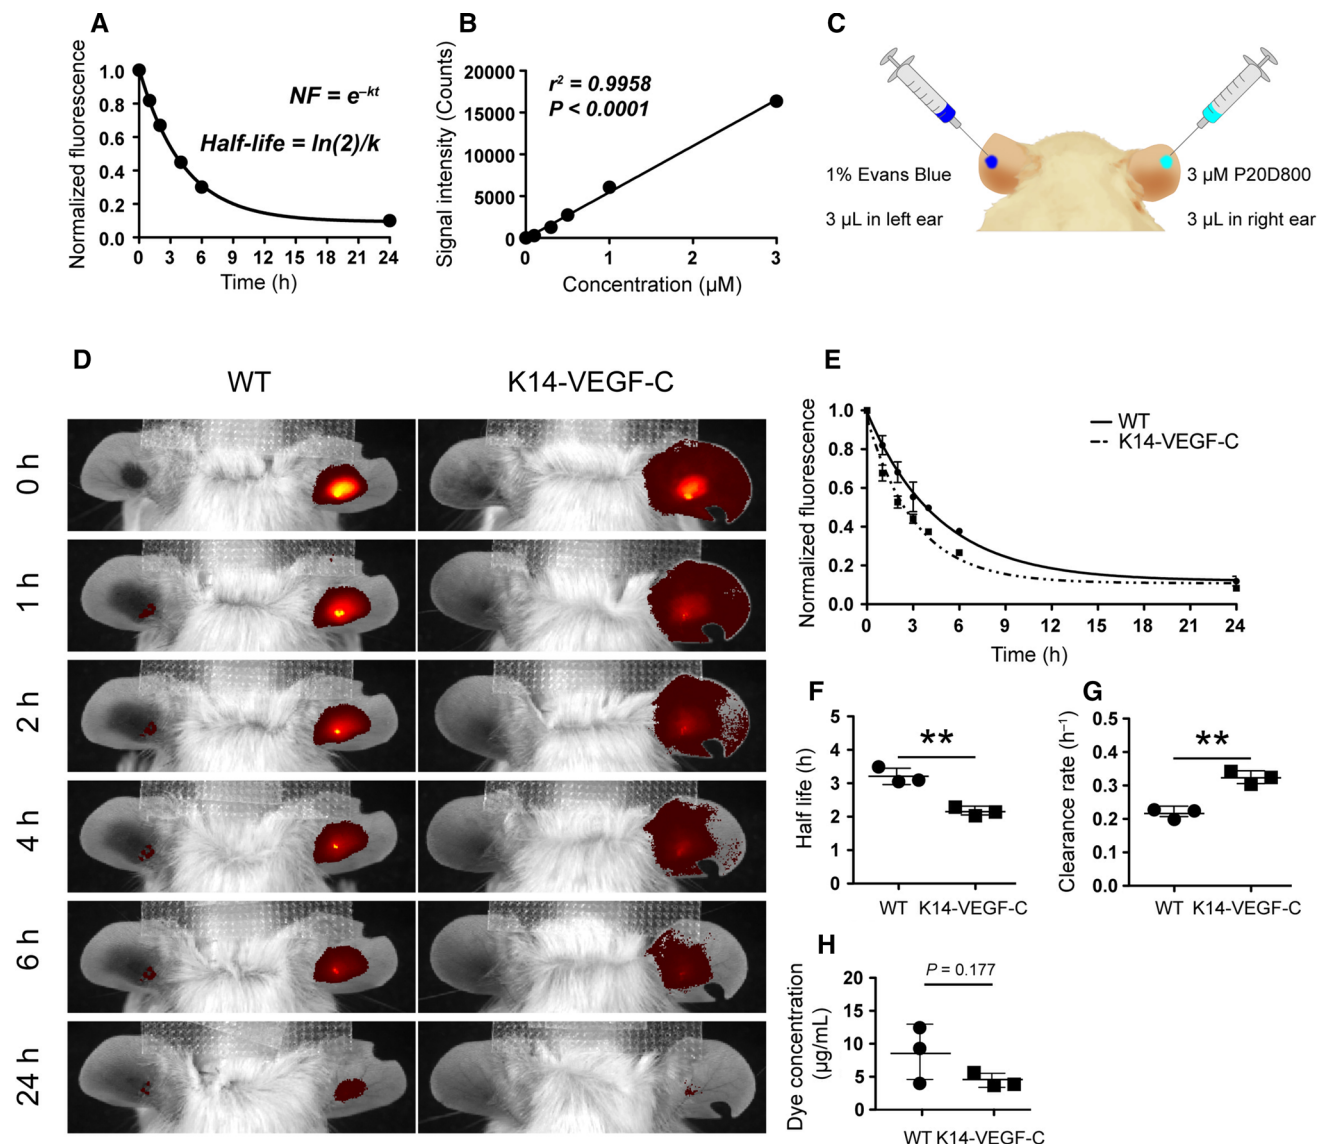 A
Normalized fluorescence
1.0
0.8
0.6
0.4
0.2
0.0
NF = e⁻ᵏᵗ
Half-life = ln(2)/k
0 3 6 9 12 15 18 21 24
Time (h)
B
Signal intensity (Counts)
20000
15000
10000
5000
0
r² = 0.9958
P < 0.0001
0 1 2 3
Concentration (µM)
C
1% Evans Blue
3 µL in left ear
3 µM P20D800
3 µL in right ear
D
WT
K14-VEGF-C
0 h
1 h
2 h
4 h
6 h
24 h
E
Normalized fluorescence
1.0
0.8
0.6
0.4
0.2
0.0
WT
K14-VEGF-C
0 3 6 9 12 15 18 21 24
Time (h)
F
Half life (h)
5
4
3
2
1
0
**
WT K14-VEGF-C
G
Clearance rate (h⁻¹)
0.5
0.4
0.3
0.2
0.1
0.0
**
WT K14-VEGF-C
H
Dye concentration
(µg/mL)
20
15
10
5
0
P = 0.177
WT K14-VEGF-C